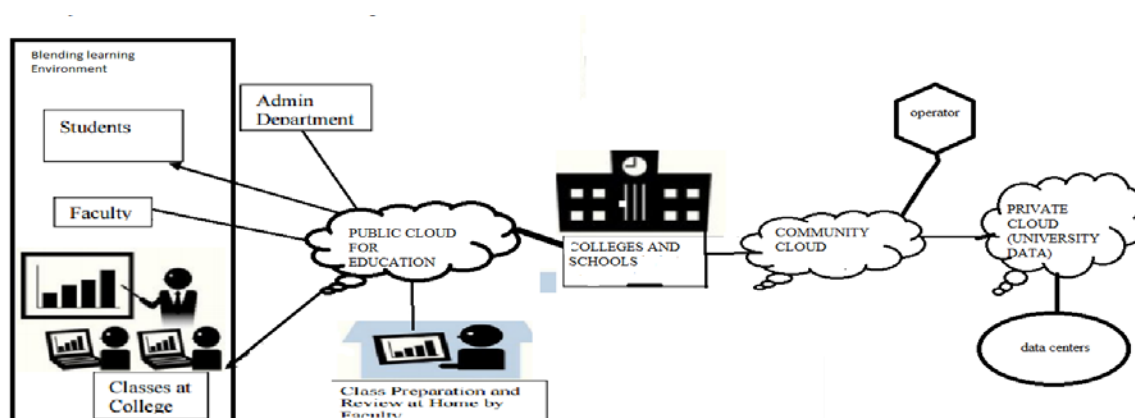 Blending learning
Environment
Students
Admin
Department
Faculty
PUBLIC CLOUD
FOR
EDUCATION
COLLEGES AND
SCHOOLS
COMMUNITY
CLOUD
operator
PRIVATE
CLOUD
(UNIVERSITY
DATA)
data centers
Classes at
College
Class Preparation and
Review at Home by
Faculty